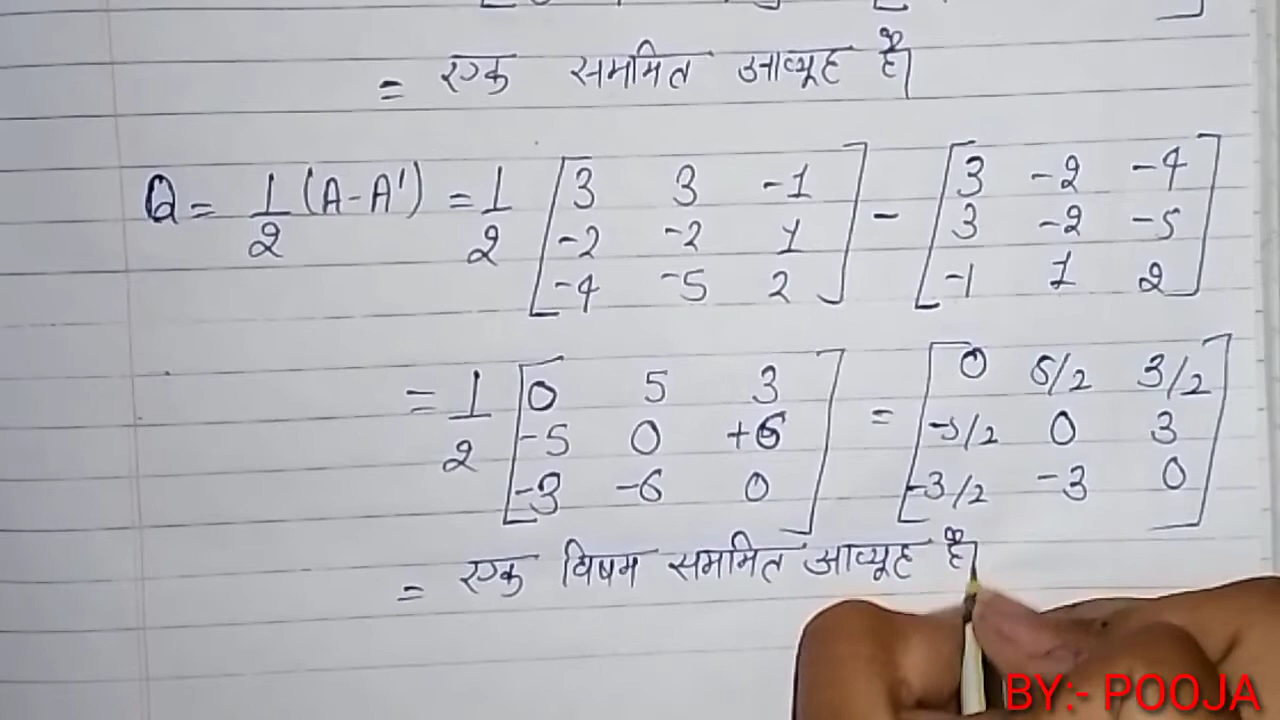 = एक सममित आव्यूह है।
Q = 1/2 (A-A') = 1/2 [3 3 -1; -2 -2 1; -4 -5 2] - [3 -2 -4; 3 -2 -5; -1 1 2]
= 1/2 [0 5 3; -5 0 +6; -3 -6 0] = [0 5/2 3/2; -5/2 0 3; -3/2 -3 0]
= एक विषम सममित आव्यूह है।
BY:- POOJA